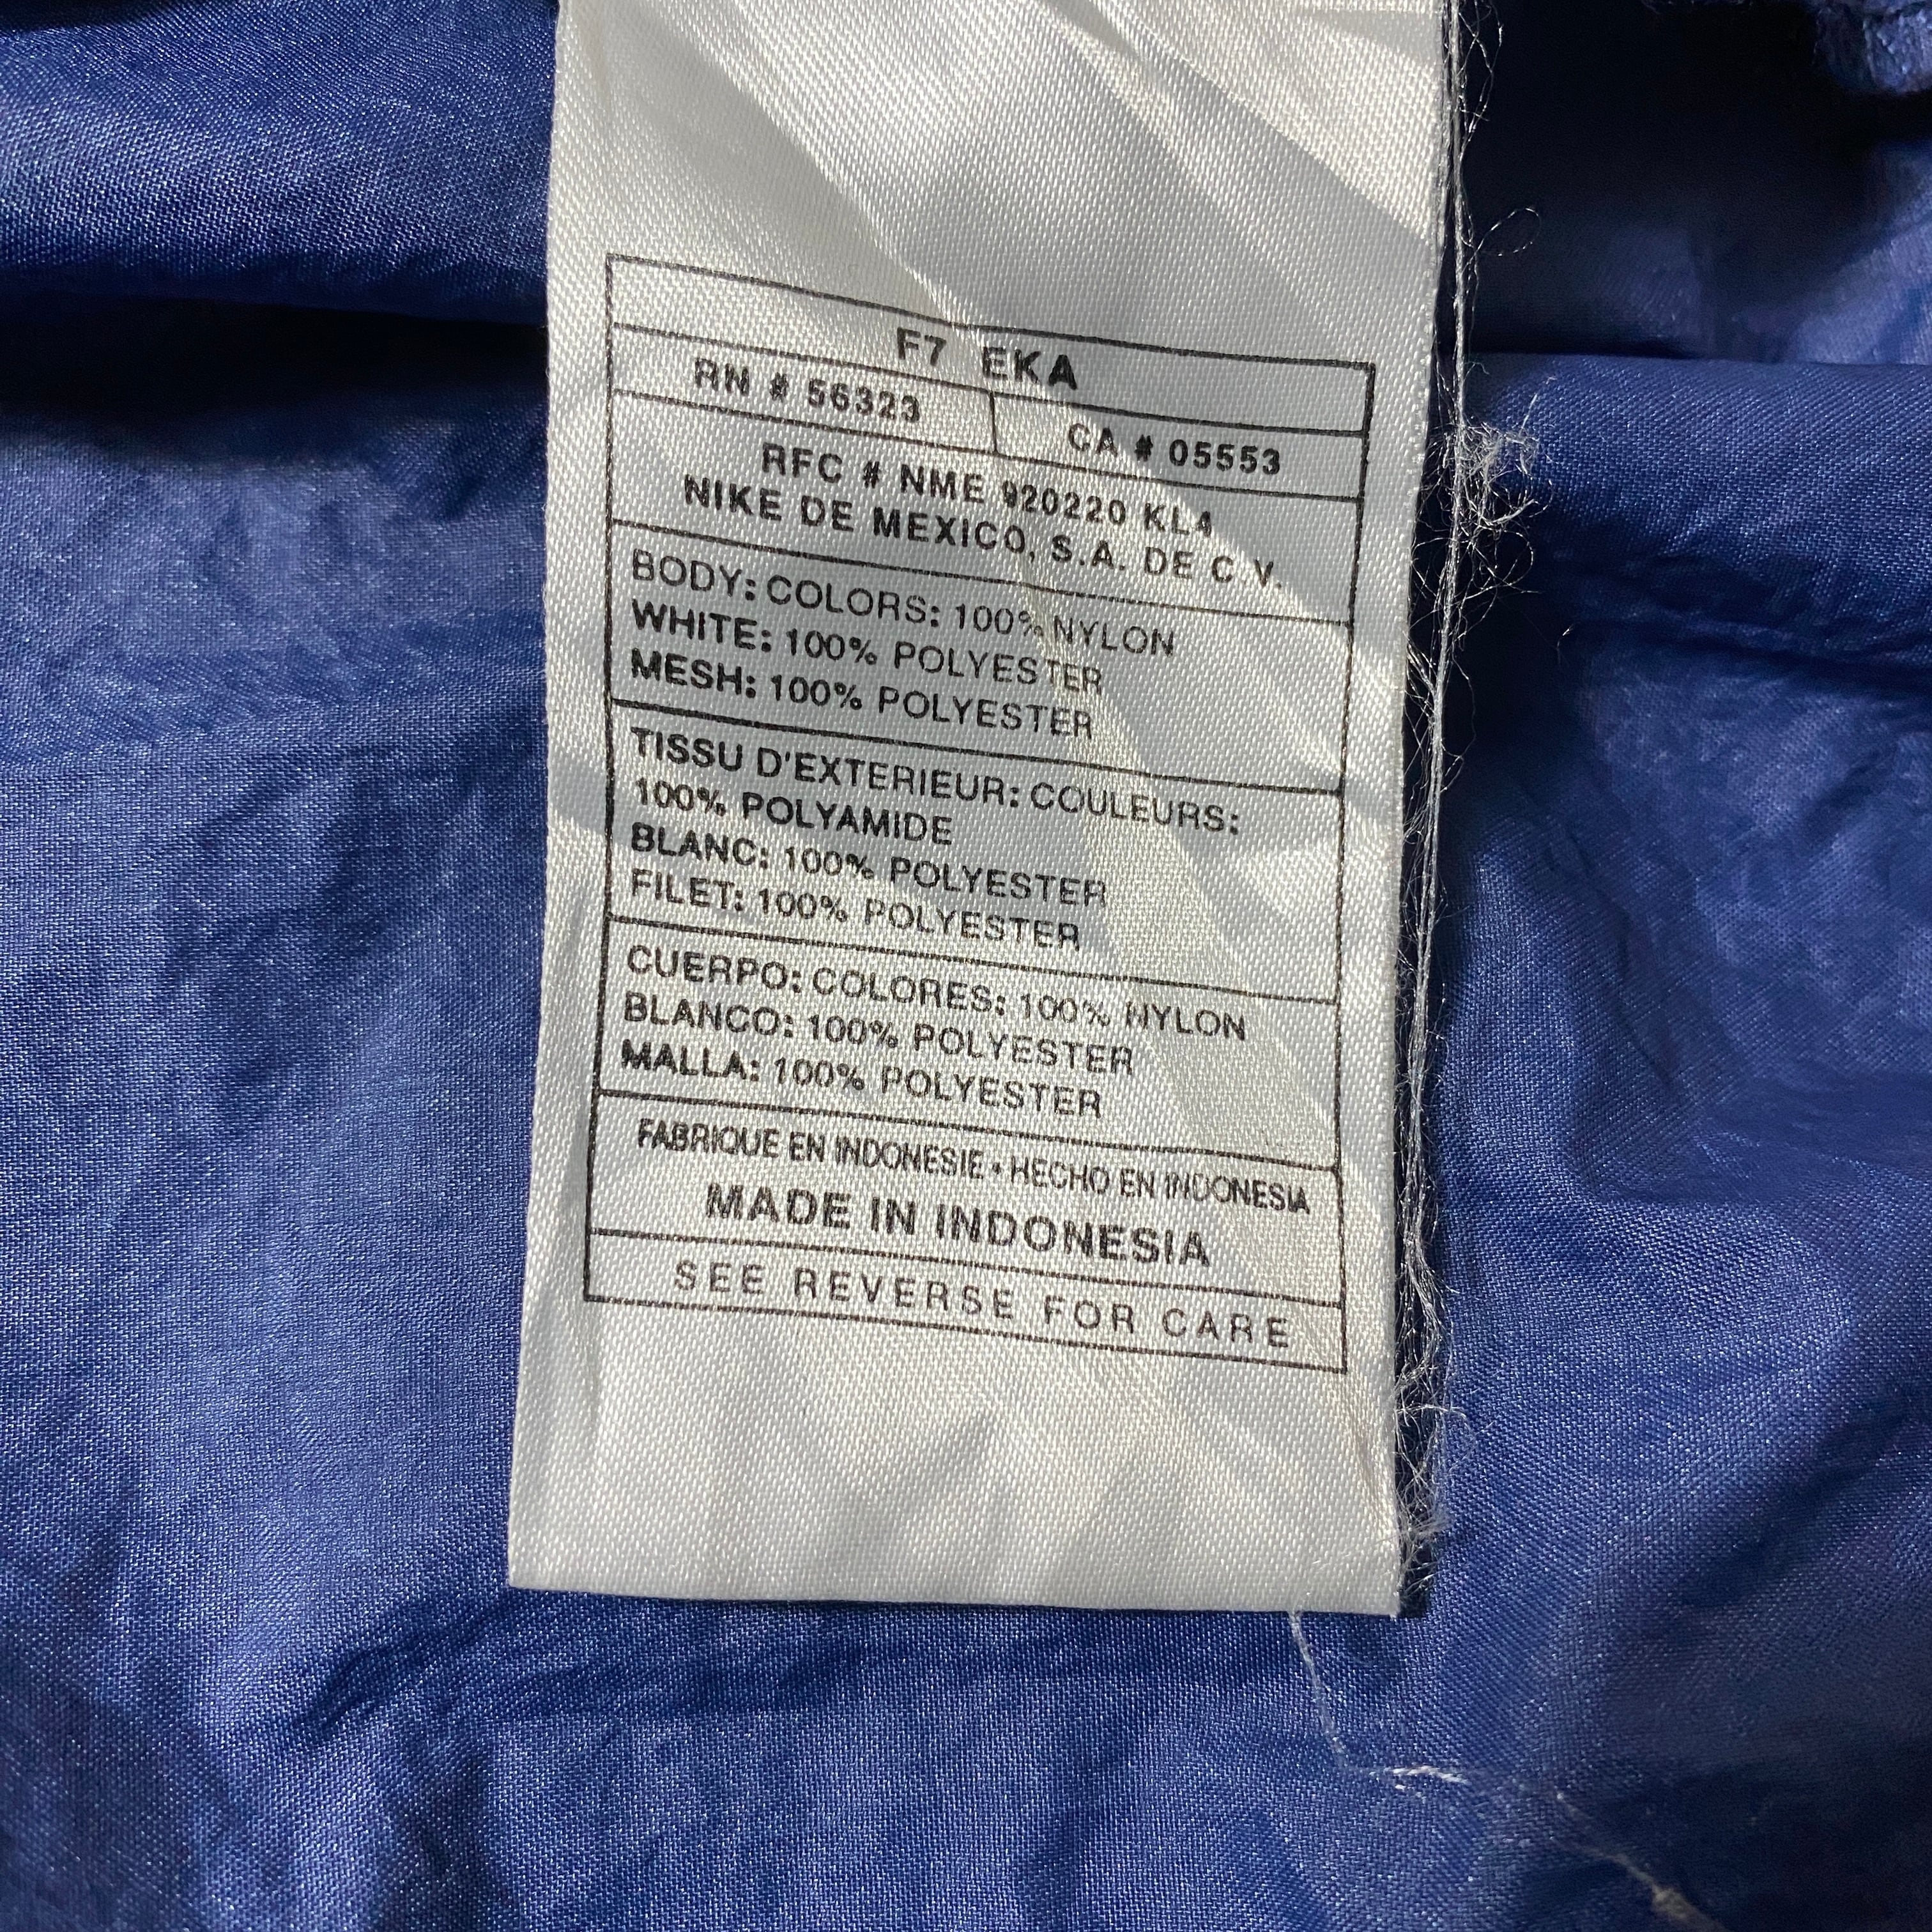 F7 EKA
RN # 56323 CA # 05553
RFC # NME 920220 KL4
NIKE DE MEXICO, S.A. DE C.V.
BODY: COLORS: 100% NYLON
WHITE: 100% POLYESTER
MESH: 100% POLYESTER
TISSU D'EXTERIEUR: COULEURS:
100% POLYAMIDE
BLANC: 100% POLYESTER
FILET: 100% POLYESTER
CUERPO: COLORES: 100% NYLON
BLANCO: 100% POLYESTER
MALLA: 100% POLYESTER
FABRIQUE EN INDONESIE • HECHO EN INDONESIA
MADE IN INDONESIA
SEE REVERSE FOR CARE